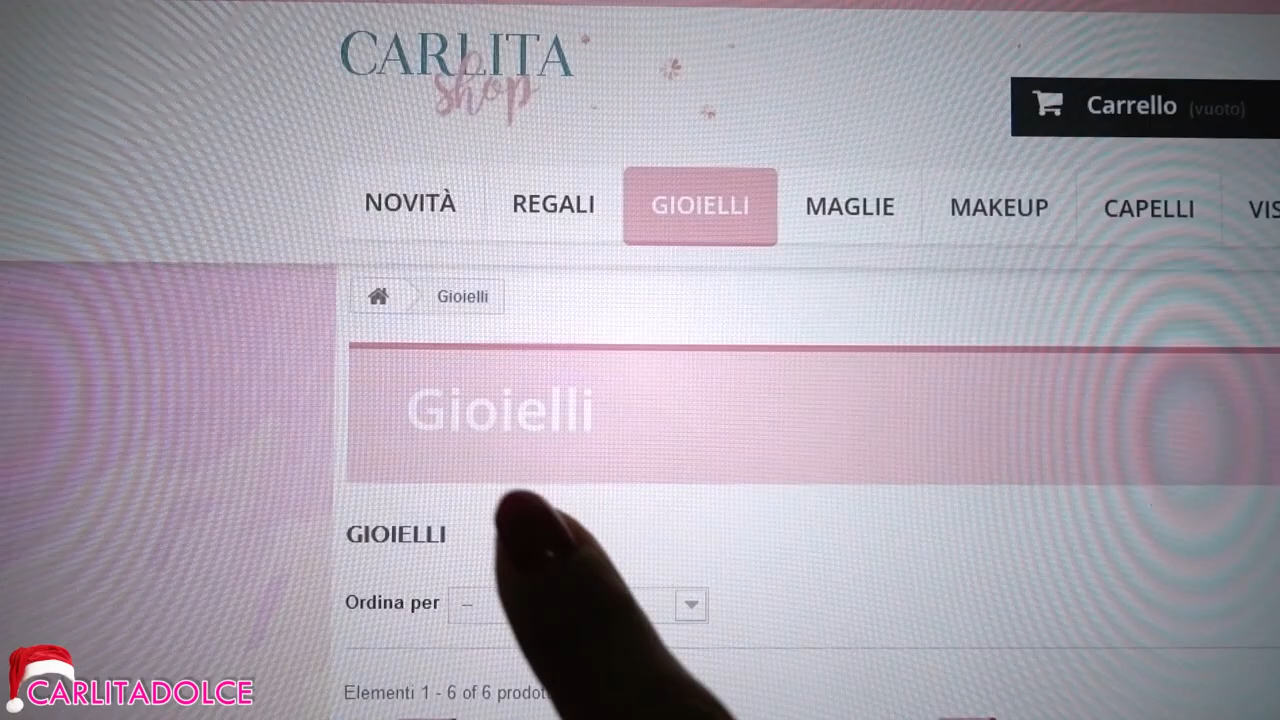 CARLITA
shop
Carrello (vuoto)
NOVITÀ REGALI GIOIELLI MAGLIE MAKEUP CAPELLI
Gioielli
Gioielli
GIOIELLI
Ordina per --
Elementi 1 - 6 of 6
CARLITADOLCE